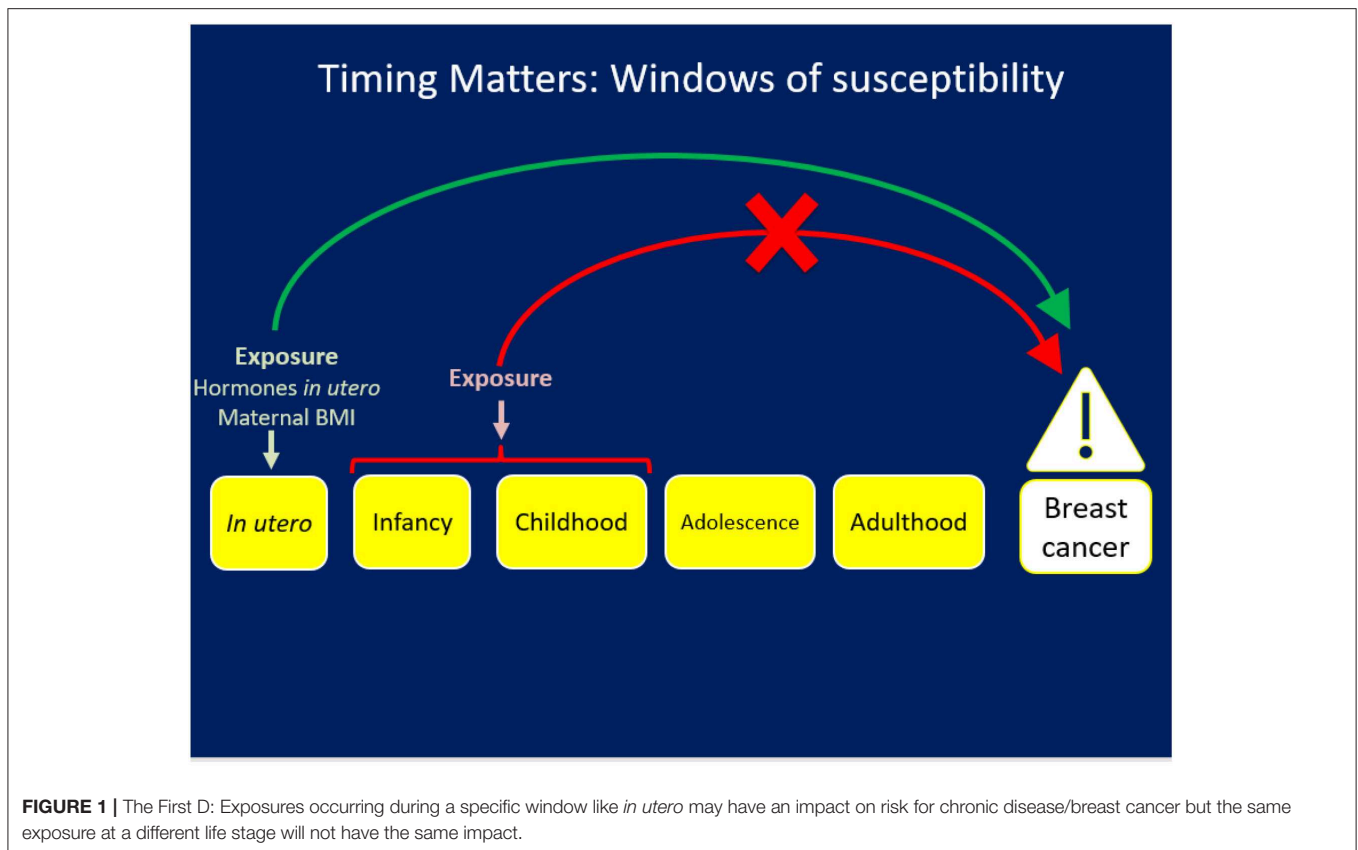 Timing Matters: Windows of susceptibility
Exposure
Hormones in utero
Maternal BMI
Exposure
In utero
Infancy
Childhood
Adolescence
Adulthood
!
Breast
cancer
FIGURE 1 | The First D: Exposures occurring during a specific window like in utero may have an impact on risk for chronic disease/breast cancer but the same
exposure at a different life stage will not have the same impact.